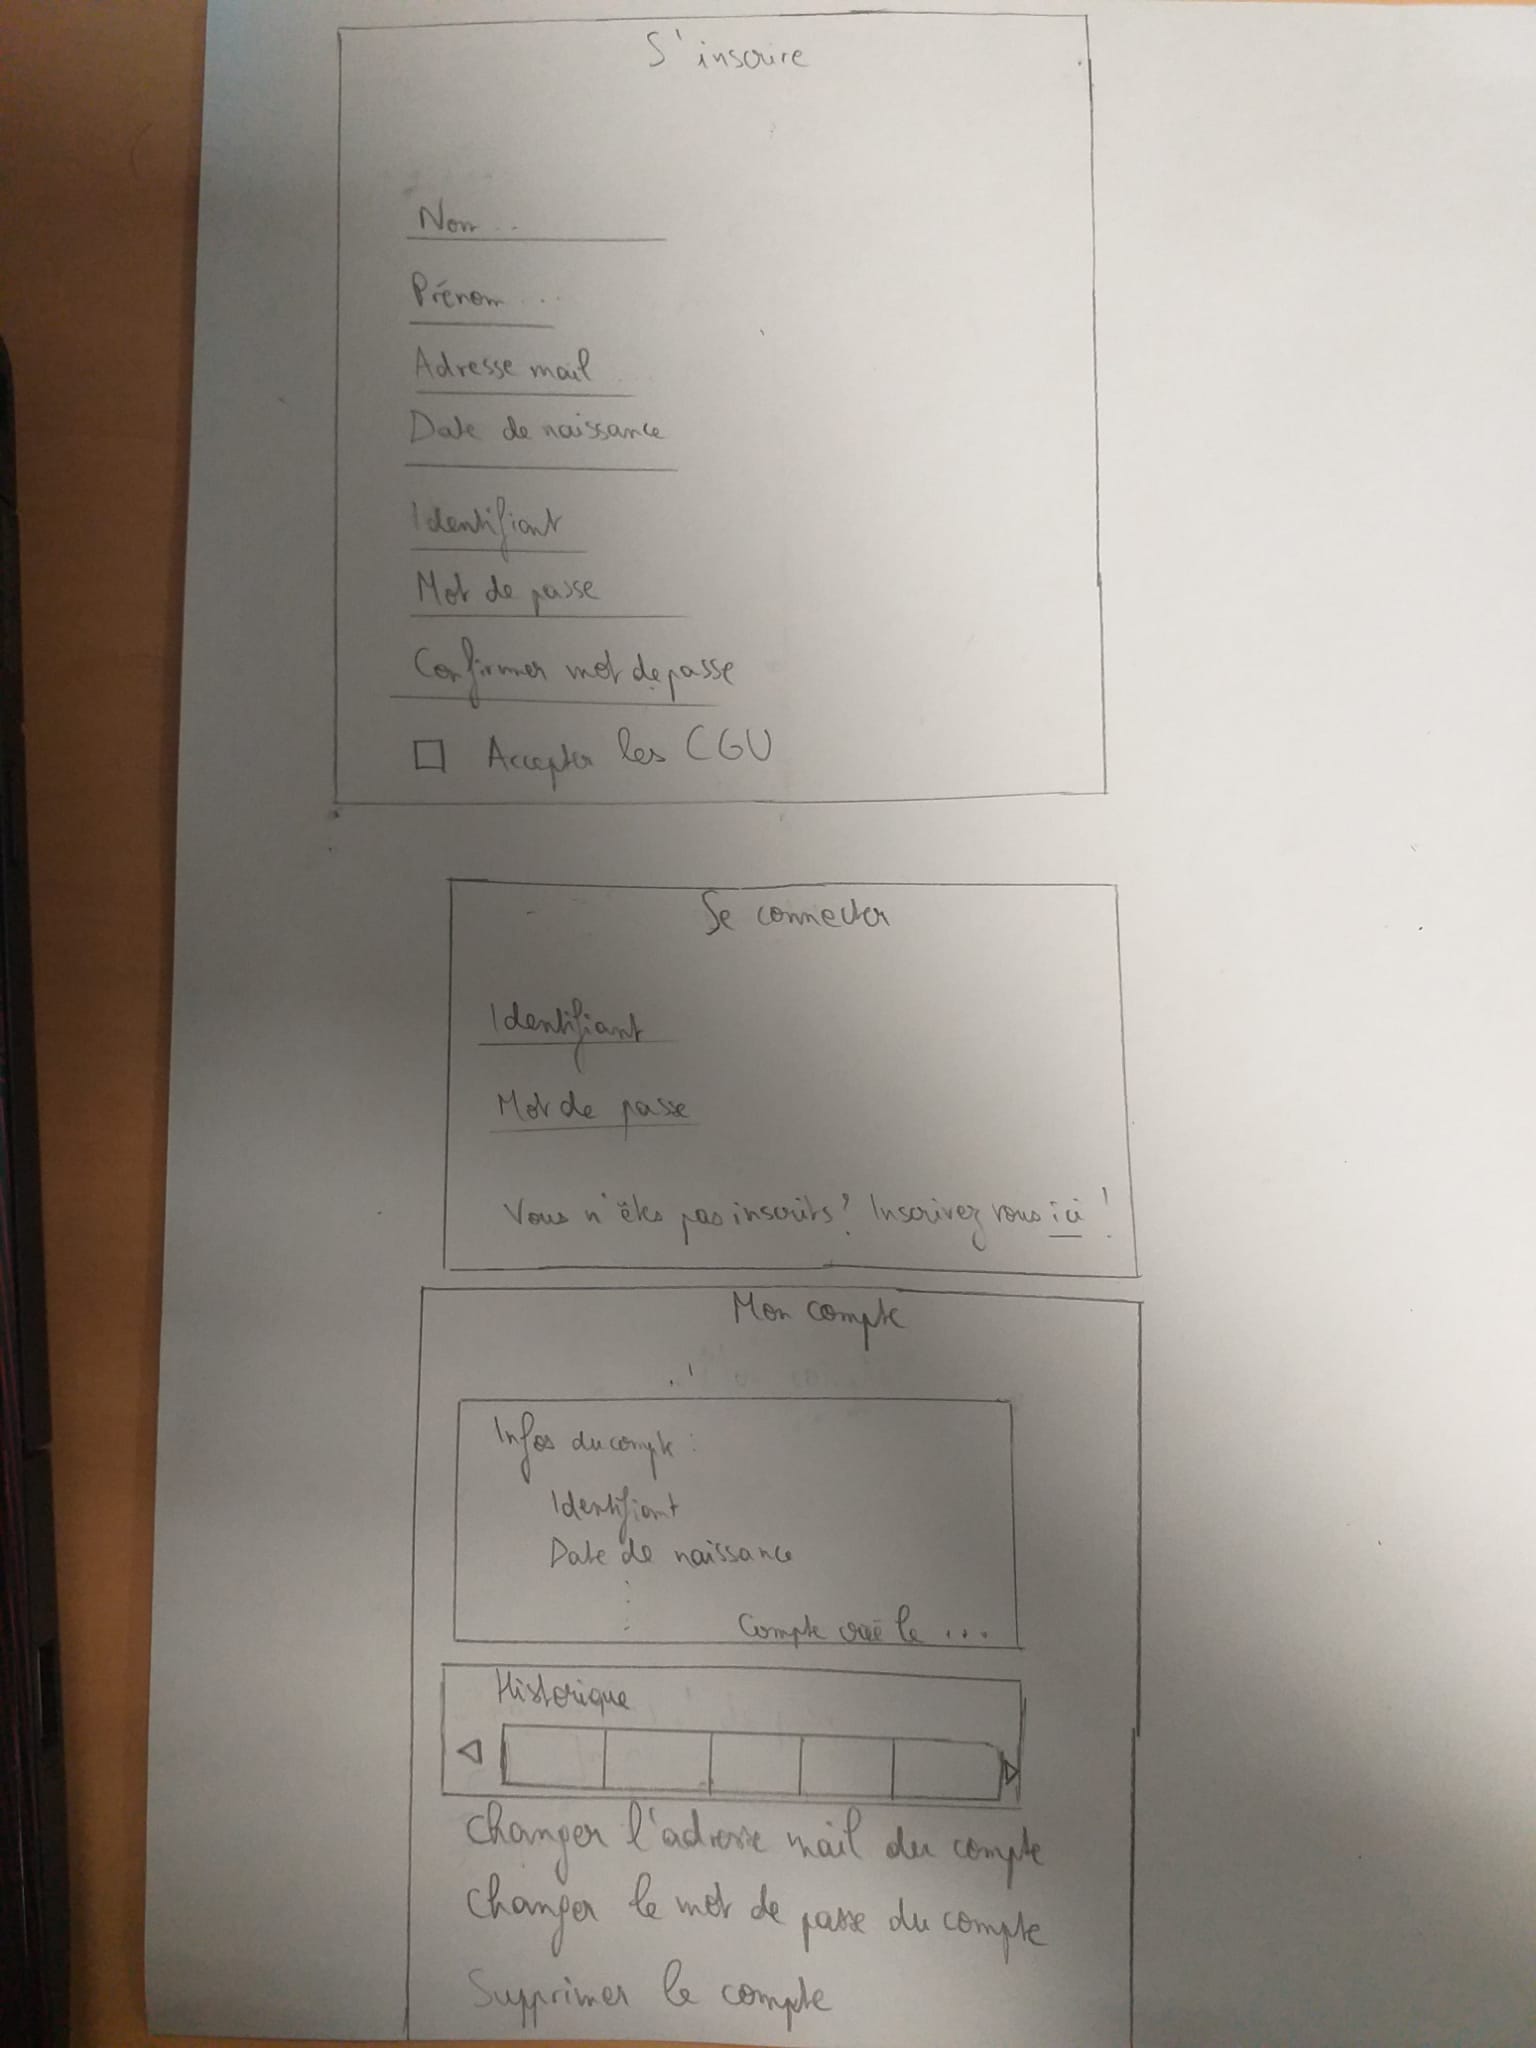 S'inscrire
Nom...
Prénom...
Adresse mail
Date de naissance
Identifiant
Mot de passe
Confirmer mot de passe
Accepter les CGU
Se connecter
Identifiant
Mot de passe
Vous n'êtes pas inscrits? Inscrivez vous ici !
Mon compte
Infos du compte :
Identifiant
Date de naissance
Compte créé le ...
Historique
Changer l'adresse mail du compte
Changer le mot de passe du compte
Supprimer le compte